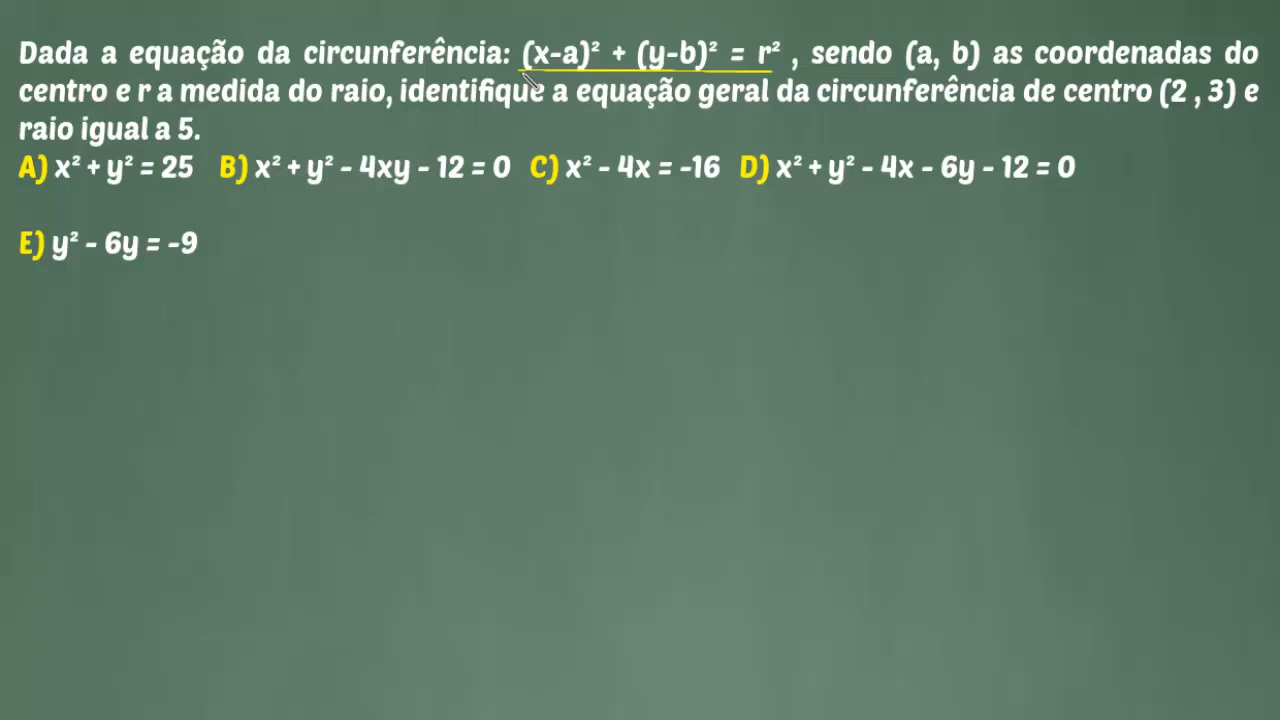 Dada a equação da circunferência: (x-a)² + (y-b)² = r² , sendo (a, b) as coordenadas do
centro e r a medida do raio, identifique a equação geral da circunferência de centro (2 , 3) e
raio igual a 5.
A) x² + y² = 25 B) x² + y² - 4xy - 12 = 0 C) x² - 4x = -16 D) x² + y² - 4x - 6y - 12 = 0
E) y² - 6y = -9